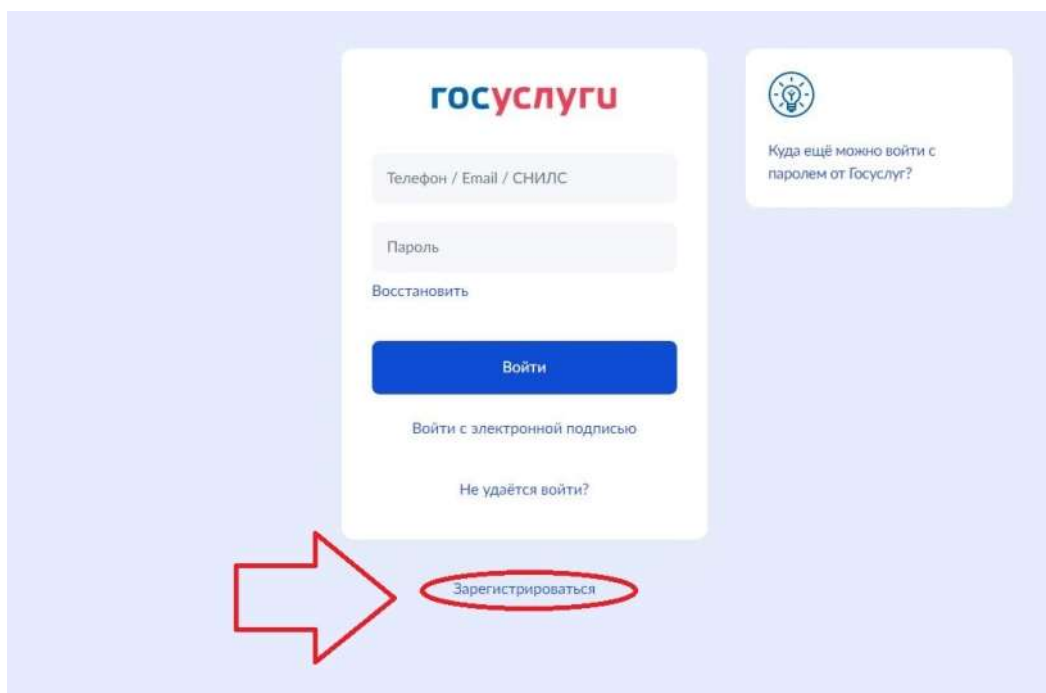 госуслуги
Телефон / Email / СНИЛС
Пароль
Восстановить
Войти
Войти с электронной подписью
Не удаётся войти?
Зарегистрироваться
Куда ещё можно войти с
паролем от Госуслуг?